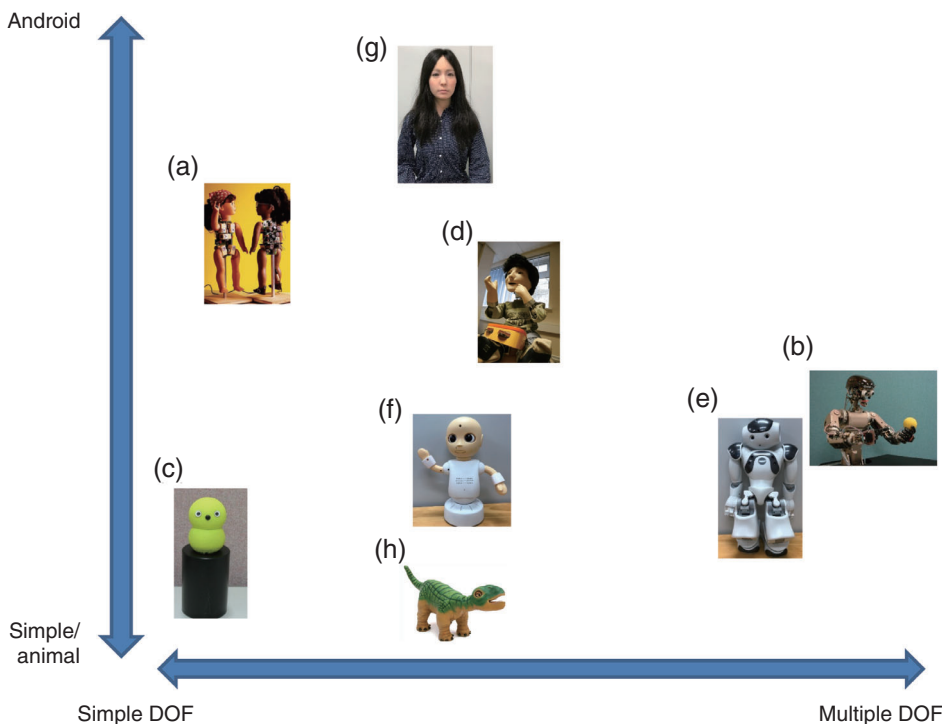 Android
(g)
(a)
(d)
(b)
(f)
(e)
(c)
(h)
Simple/
animal
Simple DOF
Multiple DOF